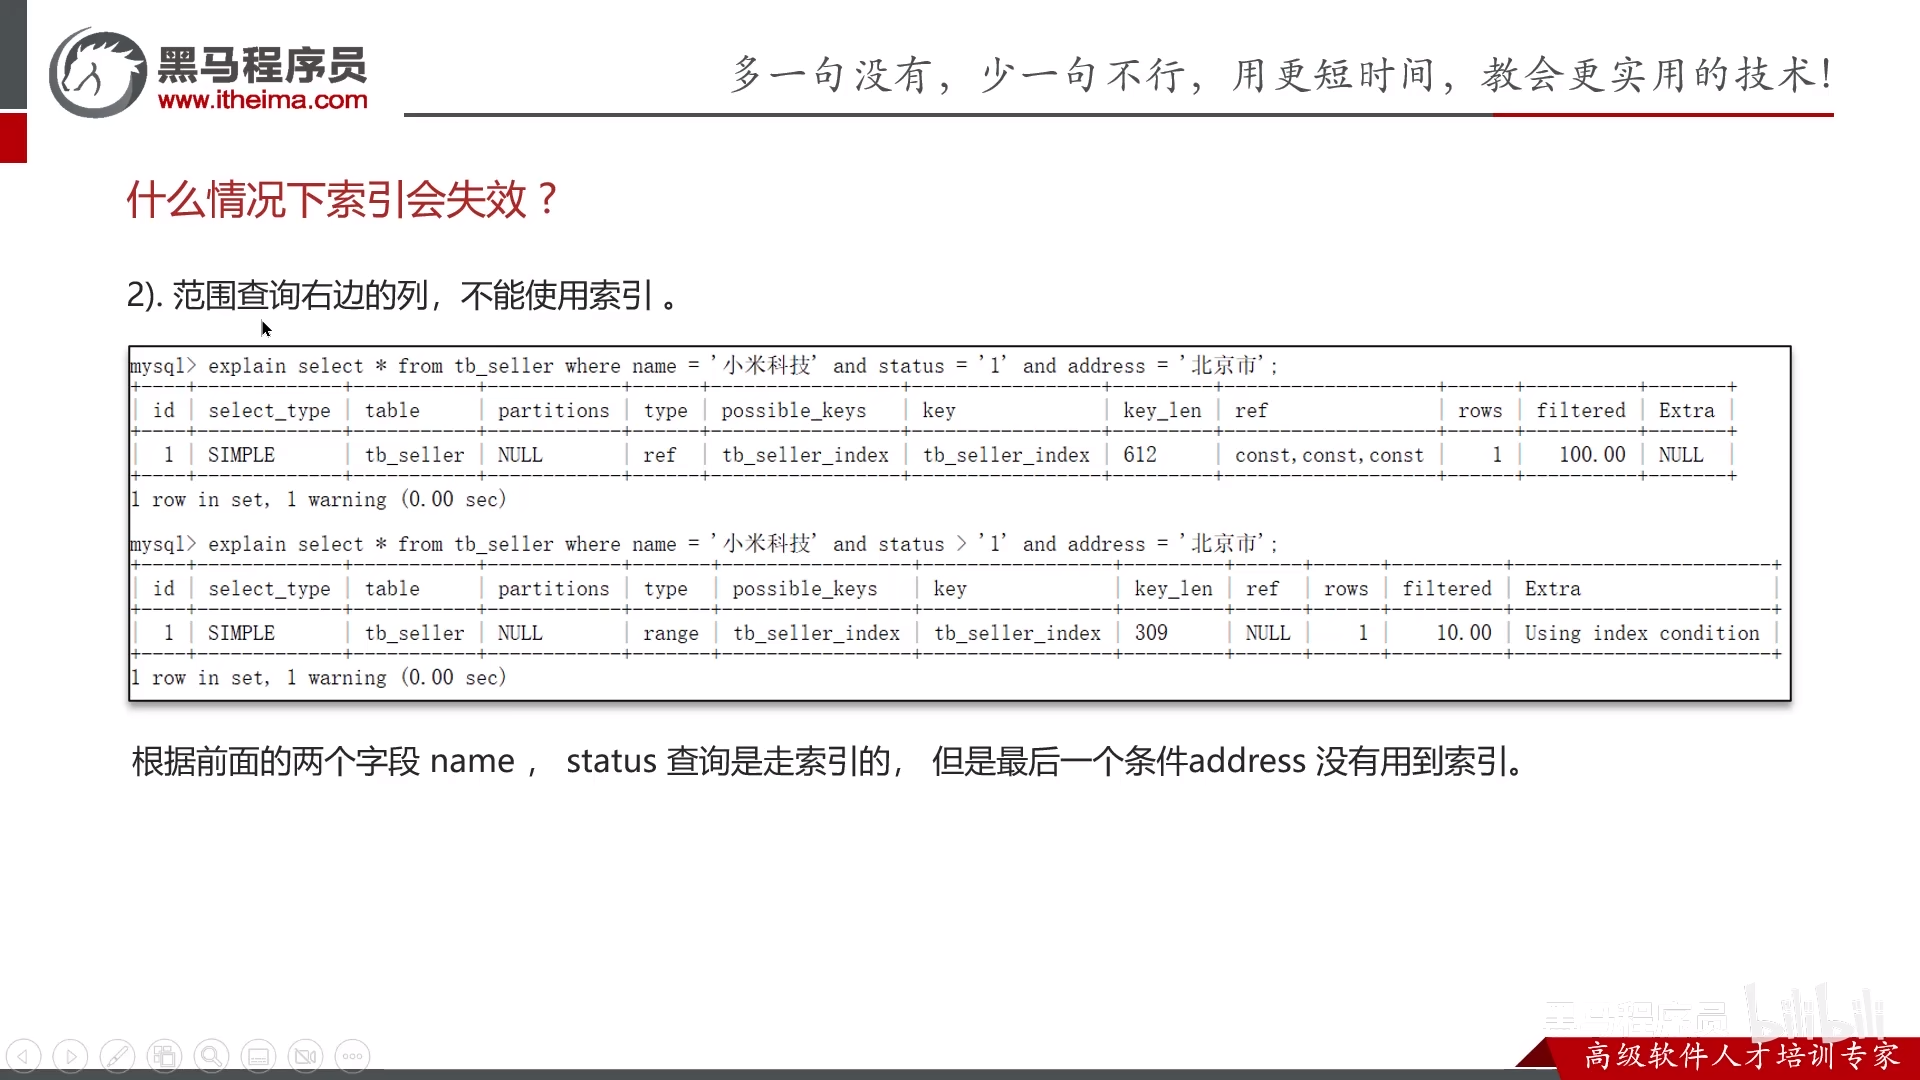 黑马程序员
www.itheima.com
多一句没有，少一句不行，用更短时间，教会更实用的技术！
什么情况下索引会失效？
2). 范围查询右边的列，不能使用索引 。
mysql> explain select * from tb_seller where name = '小米科技' and status = '1' and address = '北京市';
| id | select_type | table | partitions | type | possible_keys | key | key_len | ref | rows | filtered | Extra |
| 1 | SIMPLE | tb_seller | NULL | ref | tb_seller_index | tb_seller_index | 612 | const,const,const | 1 | 100.00 | NULL |
1 row in set, 1 warning (0.00 sec)
mysql> explain select * from tb_seller where name = '小米科技' and status > '1' and address = '北京市';
| id | select_type | table | partitions | type | possible_keys | key | key_len | ref | rows | filtered | Extra |
| 1 | SIMPLE | tb_seller | NULL | range | tb_seller_index | tb_seller_index | 309 | NULL | 1 | 10.00 | Using index condition |
1 row in set, 1 warning (0.00 sec)
根据前面的两个字段 name ， status 查询是走索引的， 但是最后一个条件address 没有用到索引。
黑马程序员 bilibili
高级软件人才培训专家